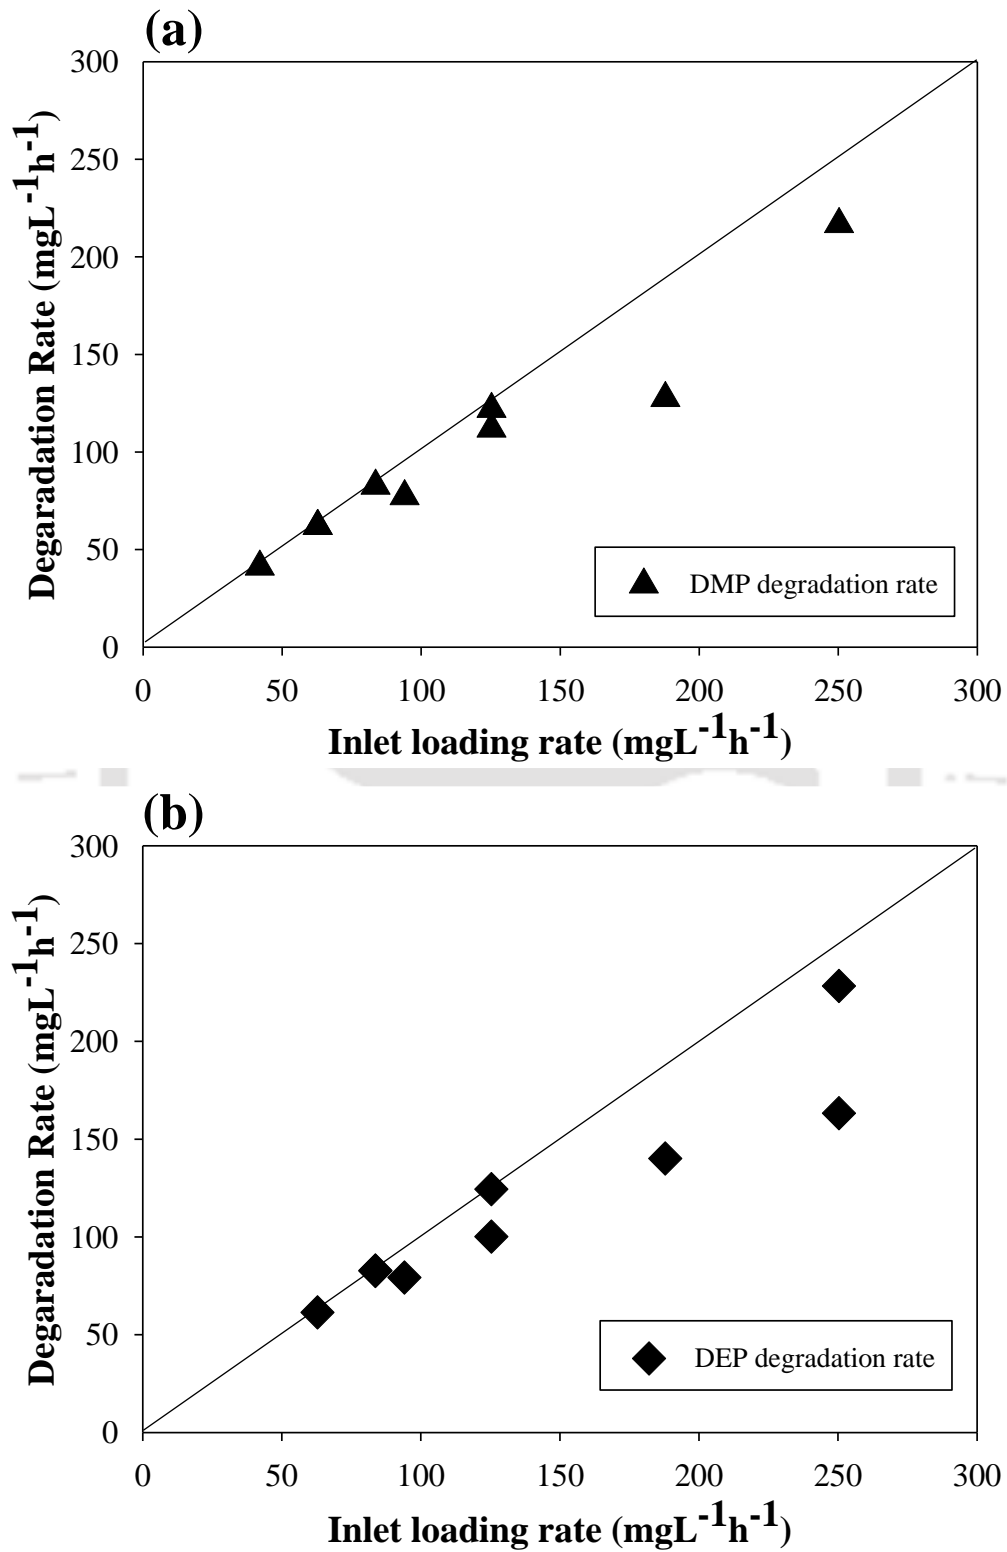 (a)
300
250
200
150
100
50
0
Degaradation Rate (mgL-1h-1)
DMP degradation rate
0 50 100 150 200 250 300
Inlet loading rate (mgL-1h-1)
(b)
300
250
200
150
100
50
0
Degaradation Rate (mgL-1h-1)
DEP degradation rate
0 50 100 150 200 250 300
Inlet loading rate (mgL-1h-1)